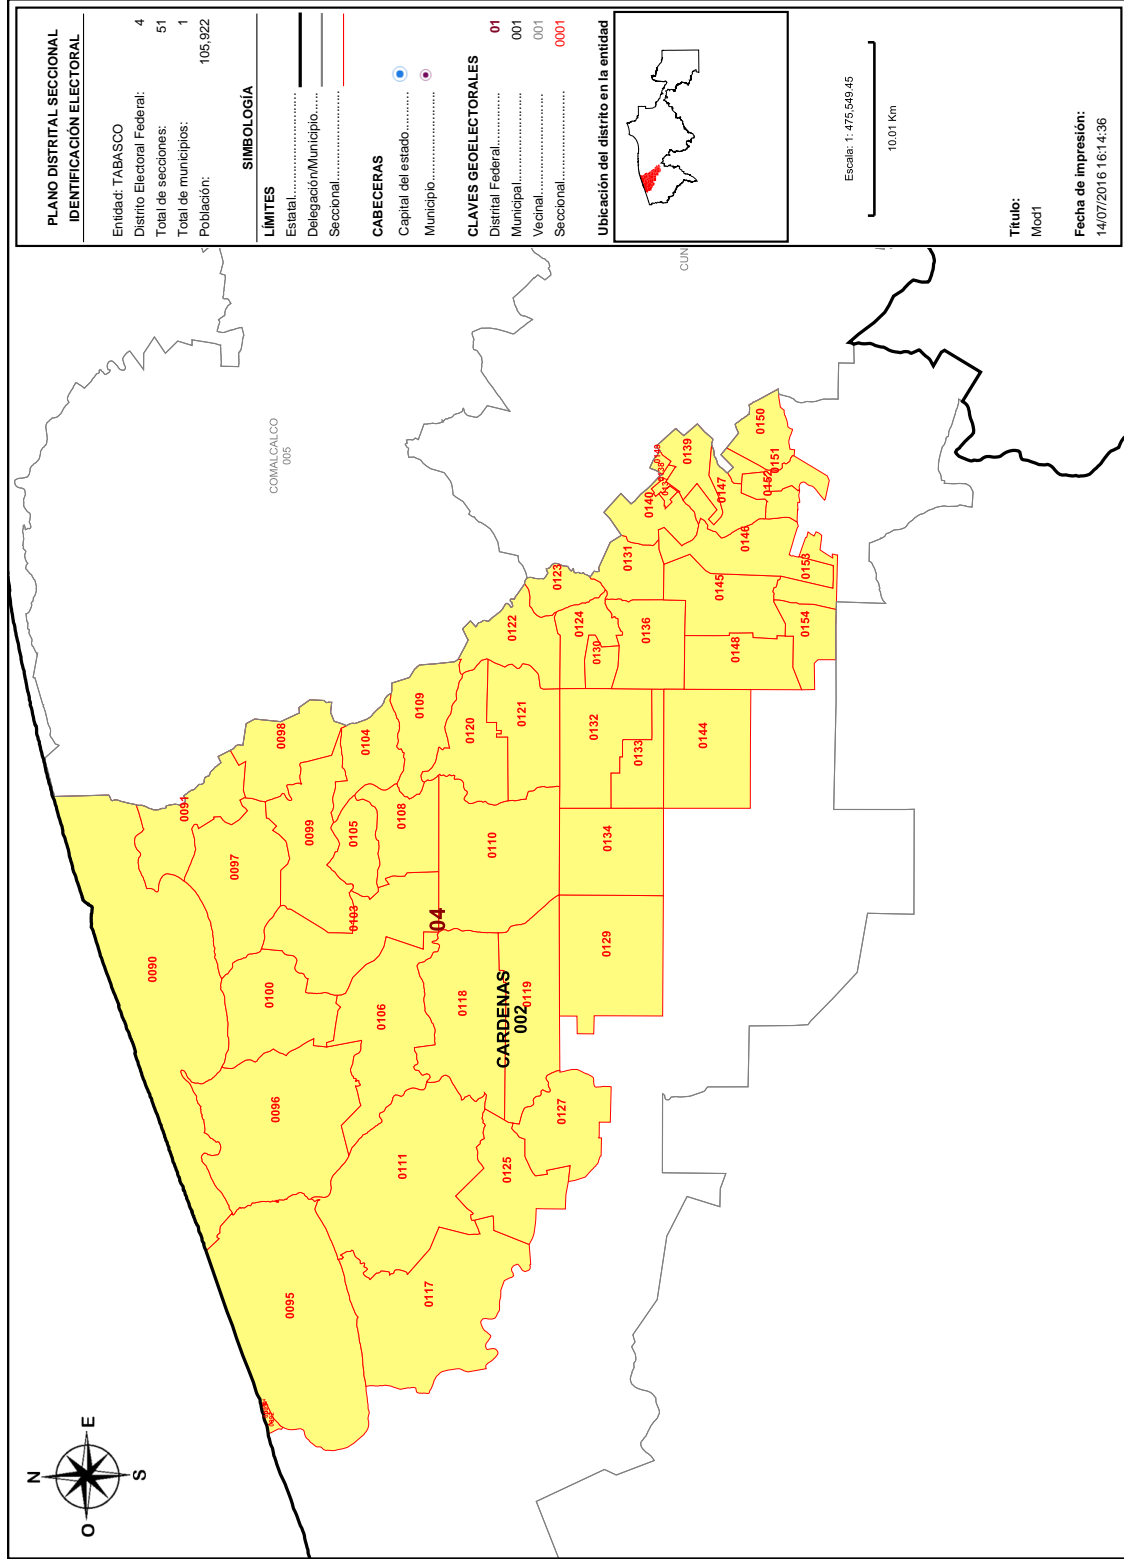 PLANO DISTRITAL SECCIONAL
IDENTIFICACIÓN ELECTORAL
Entidad: TABASCO
Distrito Electoral Federal: 4
Total de secciones: 51
Total de municipios: 1
Población: 105,922
SIMBOLOGÍA
LÍMITES
Estatal
Delegación/Municipio
Seccional
CABECERAS
Capital del estado
Municipio
CLAVES GEOELECTORALES
Distrital Federal 01
Municipal 001
Vecinal 001
Seccional 0001
Ubicación del distrito en la entidad
Escala: 1: 475,549.45
10.01 Km
Título:
Mod1
Fecha de impresión:
14/07/2016 16:14:36
N
O
E
S
COMALCALCO
005
CUN
04
CARDENAS
002
0090
0091
0095
0096
0097
0098
0099
0100
0103
0104
0105
0106
0108
0109
0110
0111
0117
0118
0119
0120
0121
0122
0123
0124
0125
0127
0129
0130
0131
0132
0133
0134
0136
0139
0140
0144
0145
0146
0147
0148
0150
0151
0152
0153
0154